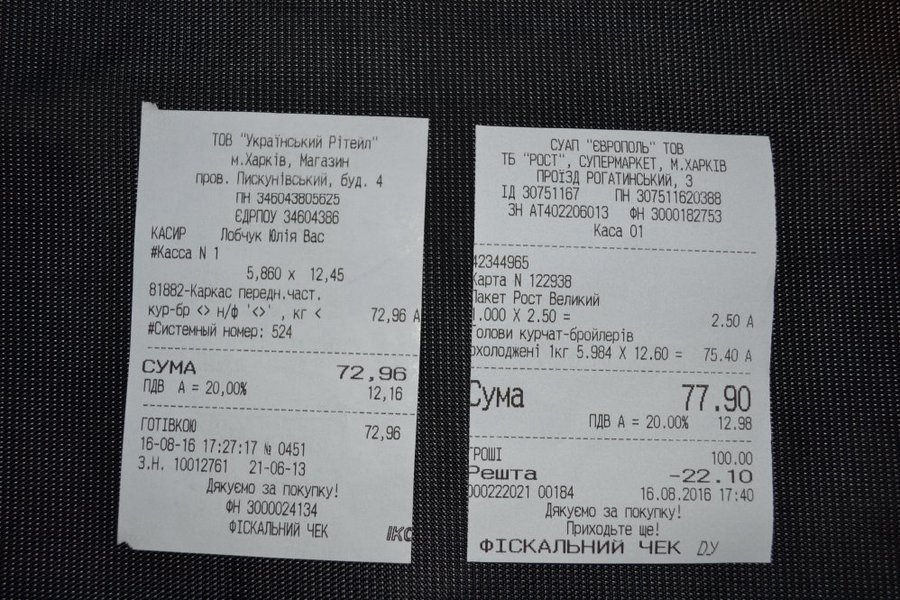 ТОВ "Український Рітейл"
м.Харків, Магазин
пров. Пискунівський, буд. 4
ПН 346043805625
ЄДРПОУ 34604386
КАСИР Лобчук Юлія Вас
#Касса N 1
5,860 x 12,45
81882-Каркас передн.част.
кур-бр <> н/ф '<>' , кг < 72,96 А
#Системный номер: 524
СУМА 72,96
ПДВ А = 20,00% 12,16
ГОТІВКОЮ 72,96
16-08-16 17:27:17 № 0451
З.Н. 10012761 21-06-13
Дякуємо за покупку!
ФН 3000024134
ФІСКАЛЬНИЙ ЧЕК
СУАП "ЄВРОПОЛЬ" ТОВ
ТБ "РОСТ", СУПЕРМАРКЕТ, М.ХАРКІВ
ПРОЇЗД РОГАТИНСЬКИЙ, 3
ІД 30751167 ПН 307511620388
ЗН АТ402206013 ФН 3000182753
Каса 01
42344965
Карта N 122938
Пакет Рост Великий
1.000 X 2.50 = 2.50 А
Голови курчат-бройлерів
охолоджені 1кг 5.984 X 12.60 = 75.40 А
Сума 77.90
ПДВ А = 20.00% 12.98
ГРОШІ 100.00
Решта -22.10
000222021 00184 16.08.2016 17:40
Дякуємо за покупку!
Приходьте ще!
ФІСКАЛЬНИЙ ЧЕК